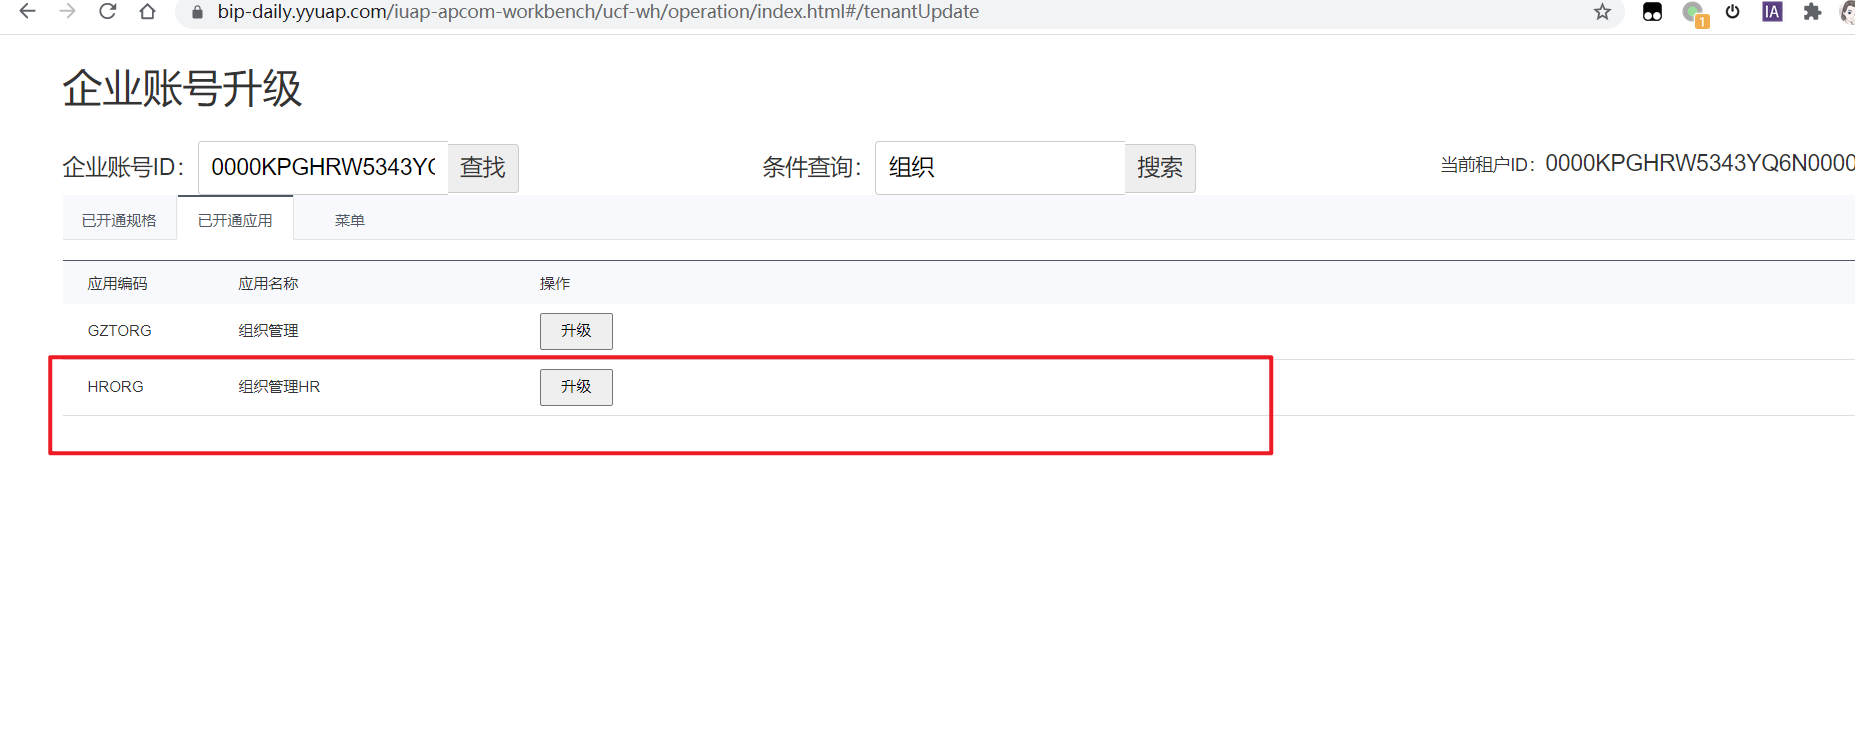 bip-daily.yyuap.com/iuap-apcom-workbench/ucf-wh/operation/index.html#/tenantUpdate
1
IA
企业账号升级
企业账号ID： 0000KPGHRW5343YQ 查找 条件查询： 组织 搜索 当前租户ID：0000KPGHRW5343YQ6N0000
已开通规格 已开通应用 菜单
应用编码 应用名称 操作
GZTORG 组织管理 升级
HRORG 组织管理HR 升级